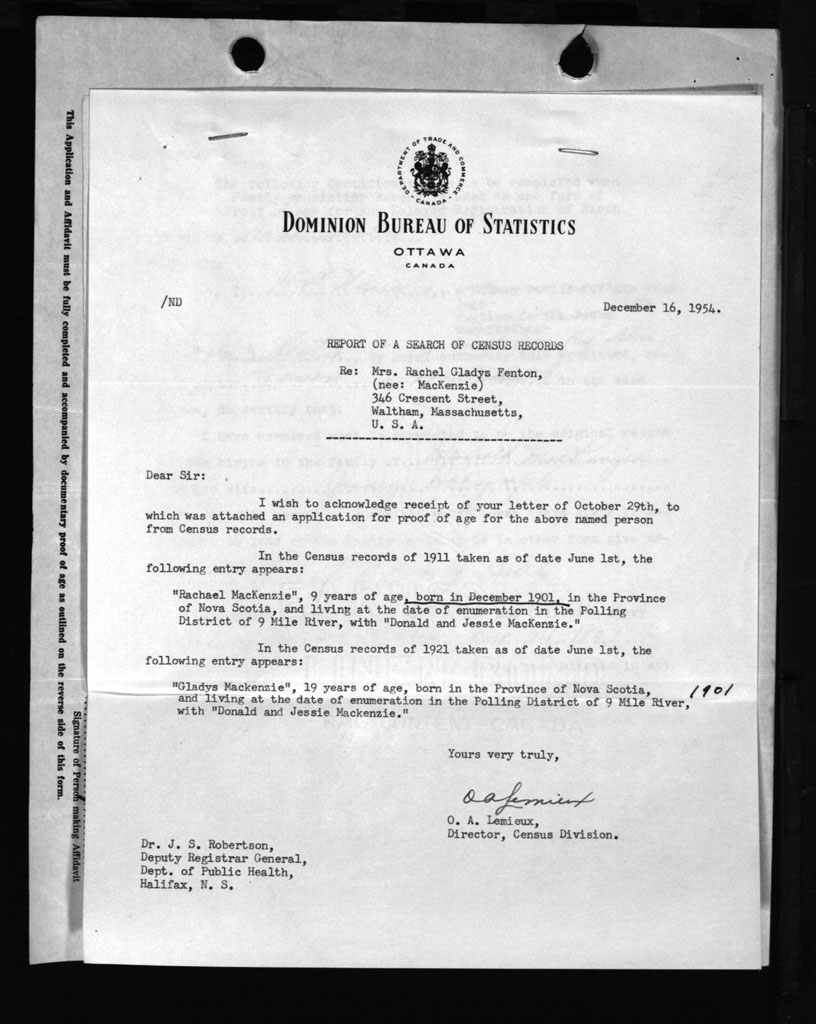 DEPARTMENT OF TRADE AND COMMERCE
CANADA
DOMINION BUREAU OF STATISTICS
OTTAWA
CANADA
/ND
December 16, 1954.
REPORT OF A SEARCH OF CENSUS RECORDS
Re: Mrs. Rachel Gladys Fenton,
(nee: MacKenzie)
346 Crescent Street,
Waltham, Massachusetts,
U. S. A.
Dear Sir:
I wish to acknowledge receipt of your letter of October 29th, to
which was attached an application for proof of age for the above named person
from Census records.
In the Census records of 1911 taken as of date June 1st, the
following entry appears:
"Rachael MacKenzie", 9 years of age, born in December 1901, in the Province
of Nova Scotia, and living at the date of enumeration in the Polling
District of 9 Mile River, with "Donald and Jessie MacKenzie."
In the Census records of 1921 taken as of date June 1st, the
following entry appears:
"Gladys Mackenzie", 19 years of age, born in the Province of Nova Scotia, 1901
and living at the date of enumeration in the Polling District of 9 Mile River,
with "Donald and Jessie Mackenzie."
Yours very truly,
O A Lemieux
O. A. Lemieux,
Director, Census Division.
Dr. J. S. Robertson,
Deputy Registrar General,
Dept. of Public Health,
Halifax, N. S.
This Application and Affidavit must be fully completed and accompanied by documentary proof of age as outlined on the reverse side of this form.
Signature of Person making Affidavit